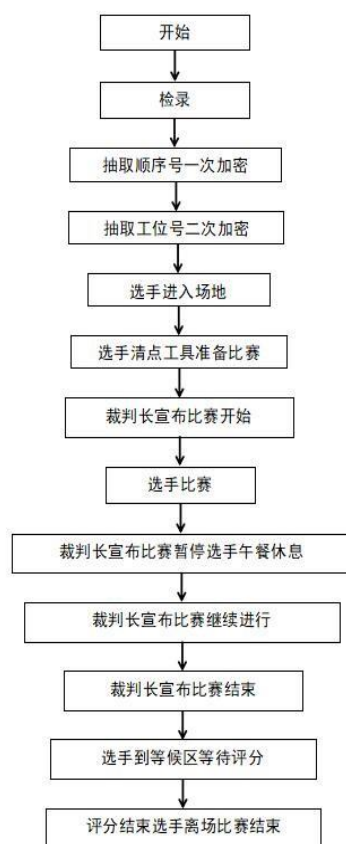 开始
检录
抽取顺序号一次加密
抽取工位号二次加密
选手进入场地
选手清点工具准备比赛
裁判长宣布比赛开始
选手比赛
裁判长宣布比赛暂停选手午餐休息
裁判长宣布比赛继续进行
裁判长宣布比赛结束
选手到等候区等待评分
评分结束选手离场比赛结束